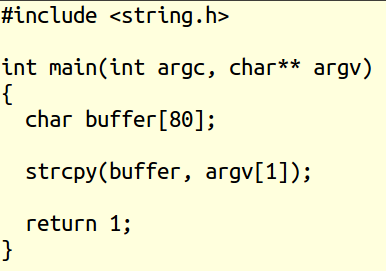 #include <string.h>

int main(int argc, char** argv)
{
  char buffer[80];

  strcpy(buffer, argv[1]);

  return 1;
}